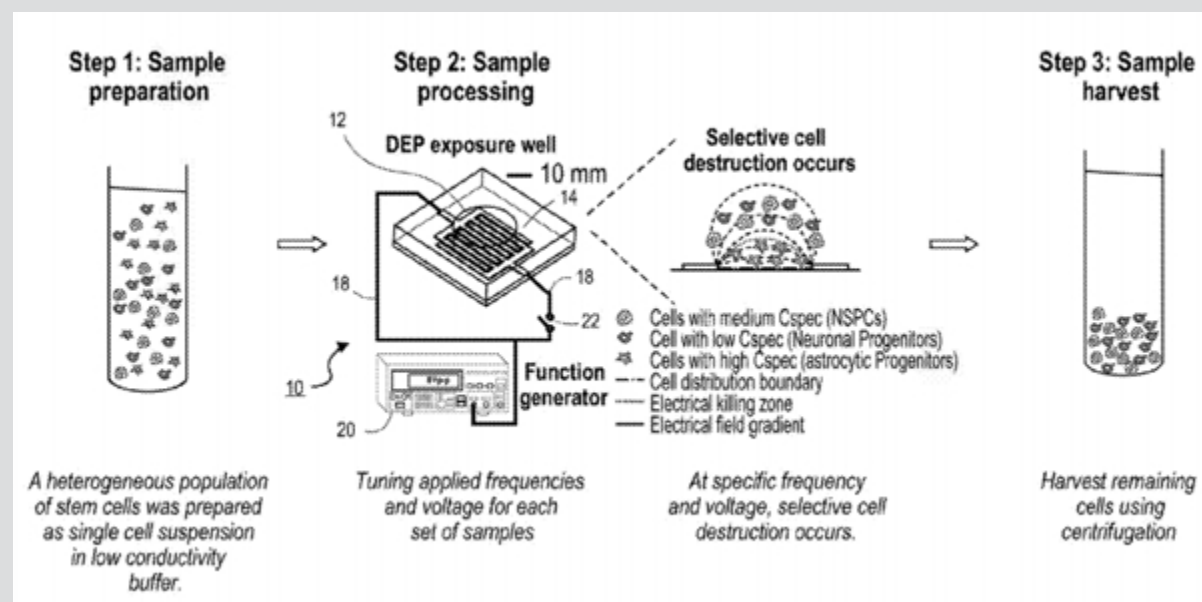 Step 1: Sample
preparation
Step 2: Sample
processing
Step 3: Sample
harvest
12
DEP exposure well
10 mm
14
Selective cell
destruction occurs
18
18
22
10
Function
generator
20
Cells with medium Cspec (NSPCs)
Cell with low Cspec (Neuronal Progenitors)
Cells with high Cspec (astrocytic Progenitors)
Cell distribution boundary
Electrical killing zone
Electrical field gradient
A heterogeneous population
of stem cells was prepared
as single cell suspension
in low conductivity
buffer.
Tuning applied frequencies
and voltage for each
set of samples
At specific frequency
and voltage, selective cell
destruction occurs.
Harvest remaining
cells using
centrifugation